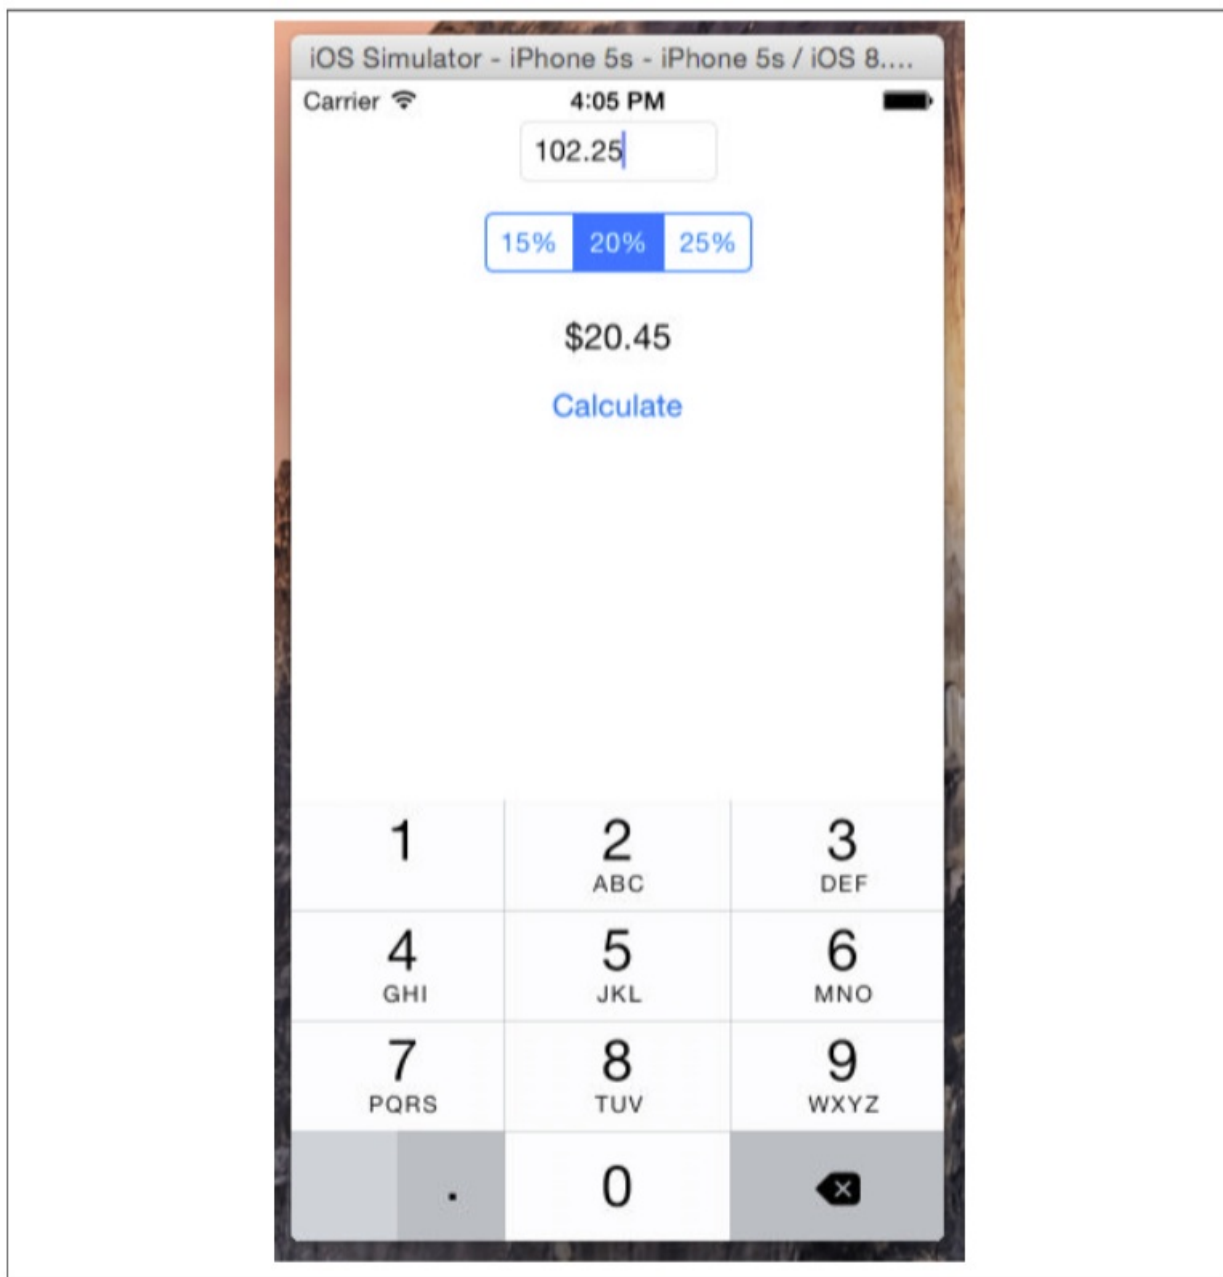 iOS Simulator - iPhone 5s - iPhone 5s / iOS 8....
Carrier 4:05 PM
102.25
15% 20% 25%
$20.45
Calculate
1 2 3
ABC DEF
4 5 6
GHI JKL MNO
7 8 9
PQRS TUV WXYZ
. 0